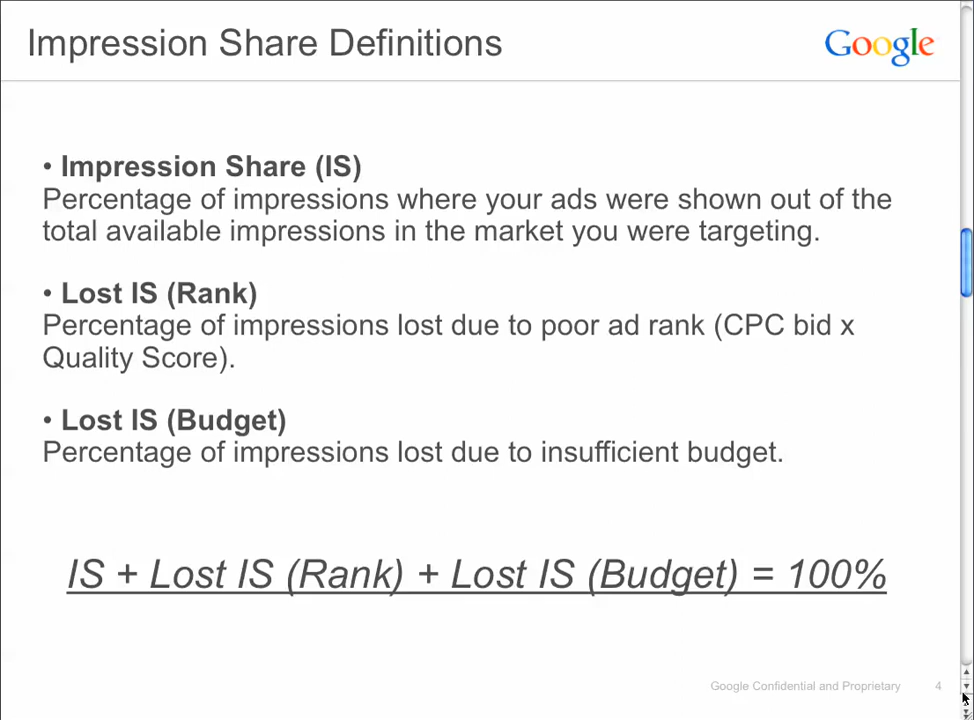 Impression Share Definitions
Google
• Impression Share (IS)
Percentage of impressions where your ads were shown out of the
total available impressions in the market you were targeting.
• Lost IS (Rank)
Percentage of impressions lost due to poor ad rank (CPC bid x
Quality Score).
• Lost IS (Budget)
Percentage of impressions lost due to insufficient budget.
IS + Lost IS (Rank) + Lost IS (Budget) = 100%
Google Confidential and Proprietary 4